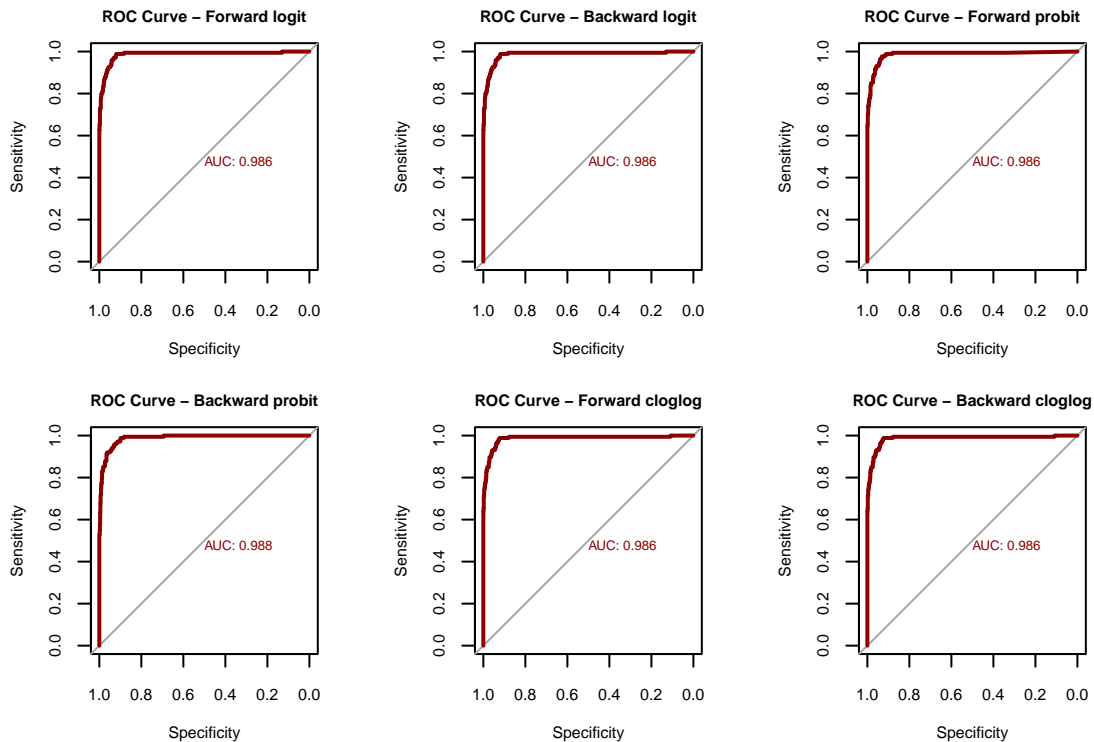 ROC Curve – Forward logit
1.0
0.8
0.6
0.4
0.2
0.0
Sensitivity
AUC: 0.986
1.0 0.8 0.6 0.4 0.2 0.0
Specificity
ROC Curve – Backward logit
1.0
0.8
0.6
0.4
0.2
0.0
Sensitivity
AUC: 0.986
1.0 0.8 0.6 0.4 0.2 0.0
Specificity
ROC Curve – Forward probit
1.0
0.8
0.6
0.4
0.2
0.0
Sensitivity
AUC: 0.986
1.0 0.8 0.6 0.4 0.2 0.0
Specificity
ROC Curve – Backward probit
1.0
0.8
0.6
0.4
0.2
0.0
Sensitivity
AUC: 0.988
1.0 0.8 0.6 0.4 0.2 0.0
Specificity
ROC Curve – Forward cloglog
1.0
0.8
0.6
0.4
0.2
0.0
Sensitivity
AUC: 0.986
1.0 0.8 0.6 0.4 0.2 0.0
Specificity
ROC Curve – Backward cloglog
1.0
0.8
0.6
0.4
0.2
0.0
Sensitivity
AUC: 0.986
1.0 0.8 0.6 0.4 0.2 0.0
Specificity